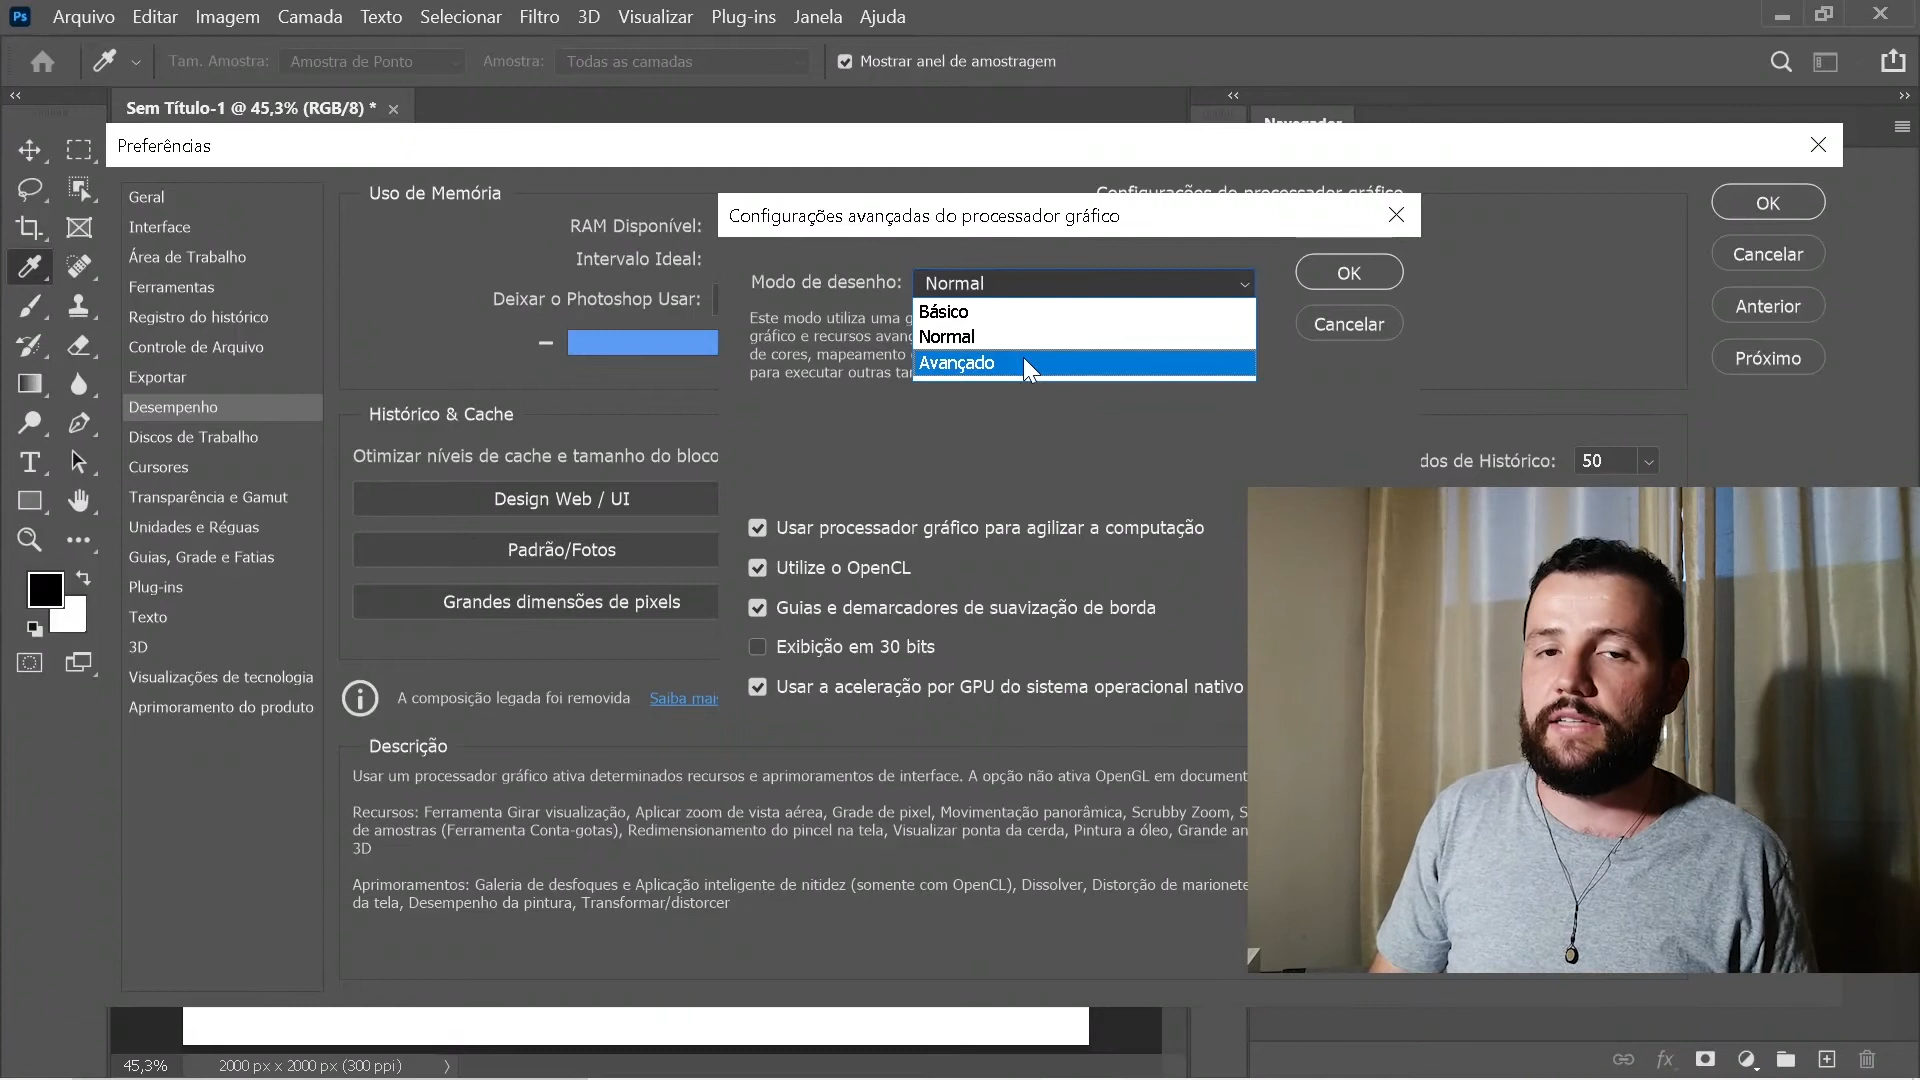 Ps Arquivo Editar Imagem Camada Texto Selecionar Filtro 3D Visualizar Plug-ins Janela Ajuda
Tam. Amostra: Amostra de Ponto Amostra: Todas as camadas Mostrar anel de amostragem
Sem Título-1 @ 45,3% (RGB/8) *
Navegador
Preferências
Geral
Interface
Área de Trabalho
Ferramentas
Registro do histórico
Controle de Arquivo
Exportar
Desempenho
Discos de Trabalho
Cursores
Transparência e Gamut
Unidades e Réguas
Guias, Grade e Fatias
Plug-ins
Texto
3D
Visualizações de tecnologia
Aprimoramento do produto
Uso de Memória
RAM Disponível:
Intervalo Ideal:
Deixar o Photoshop Usar:
Histórico & Cache
Otimizar níveis de cache e tamanho do bloco
Design Web / UI
Padrão/Fotos
Grandes dimensões de pixels
A composição legada foi removida Saiba mais
Configurações do processador gráfico
Configurações avançadas do processador gráfico
Modo de desenho: Normal
Básico
Normal
Avançado
Este modo utiliza uma
gráfico e recursos
de cores, mapeamento
para executar outras
OK
Cancelar
Usar processador gráfico para agilizar a computação
Utilize o OpenCL
Guias e demarcadores de suavização de borda
Exibição em 30 bits
Usar a aceleração por GPU do sistema operacional nativo
OK
Cancelar
Anterior
Próximo
dos de Histórico: 50
Descrição
Usar um processador gráfico ativa determinados recursos e aprimoramentos de interface. A opção não ativa OpenGL em document
Recursos: Ferramenta Girar visualização, Aplicar zoom de vista aérea, Grade de pixel, Movimentação panorâmica, Scrubby Zoom, S
de amostras (Ferramenta Conta-gotas), Redimensionamento do pincel na tela, Visualizar ponta da cerda, Pintura a óleo, Grande an
3D
Aprimoramentos: Galeria de desfoques e Aplicação inteligente de nitidez (somente com OpenCL), Dissolver, Distorção de marionete
da tela, Desempenho da pintura, Transformar/distorcer
45,3% 2000 px x 2000 px (300 ppi)
fx